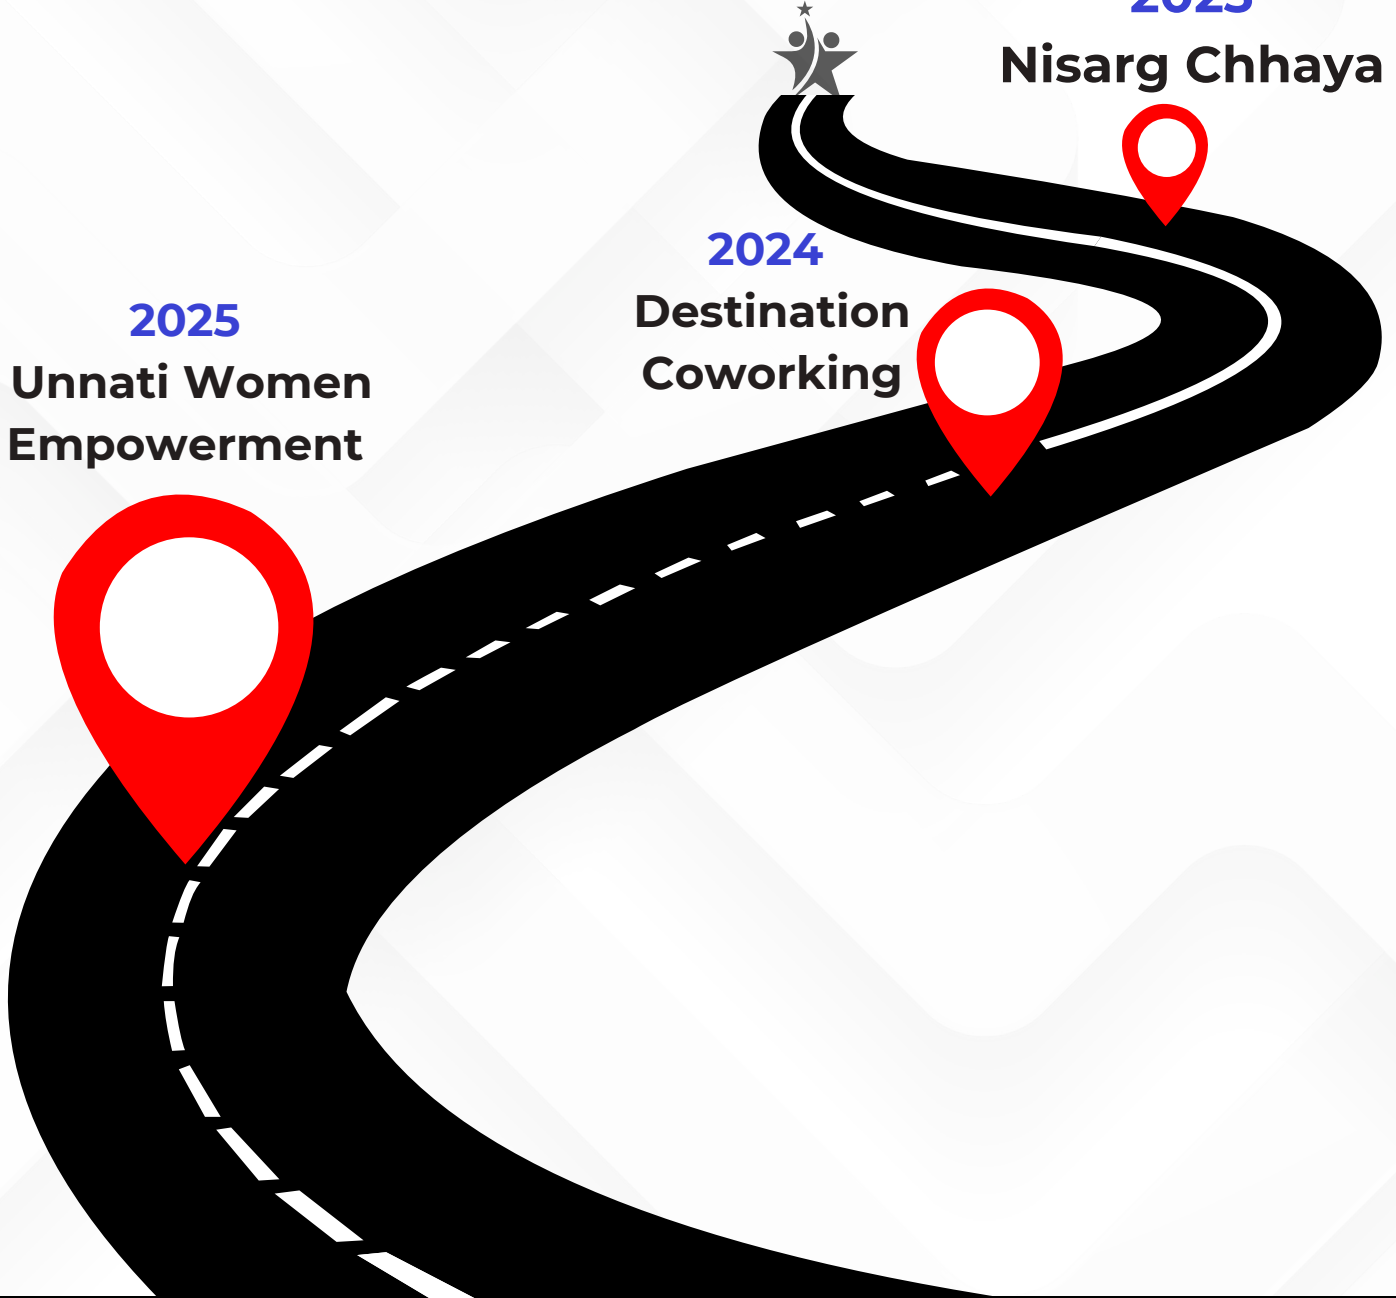 Nisarg Chhaya
2024
Destination
Coworking
2025
Unnati Women
Empowerment